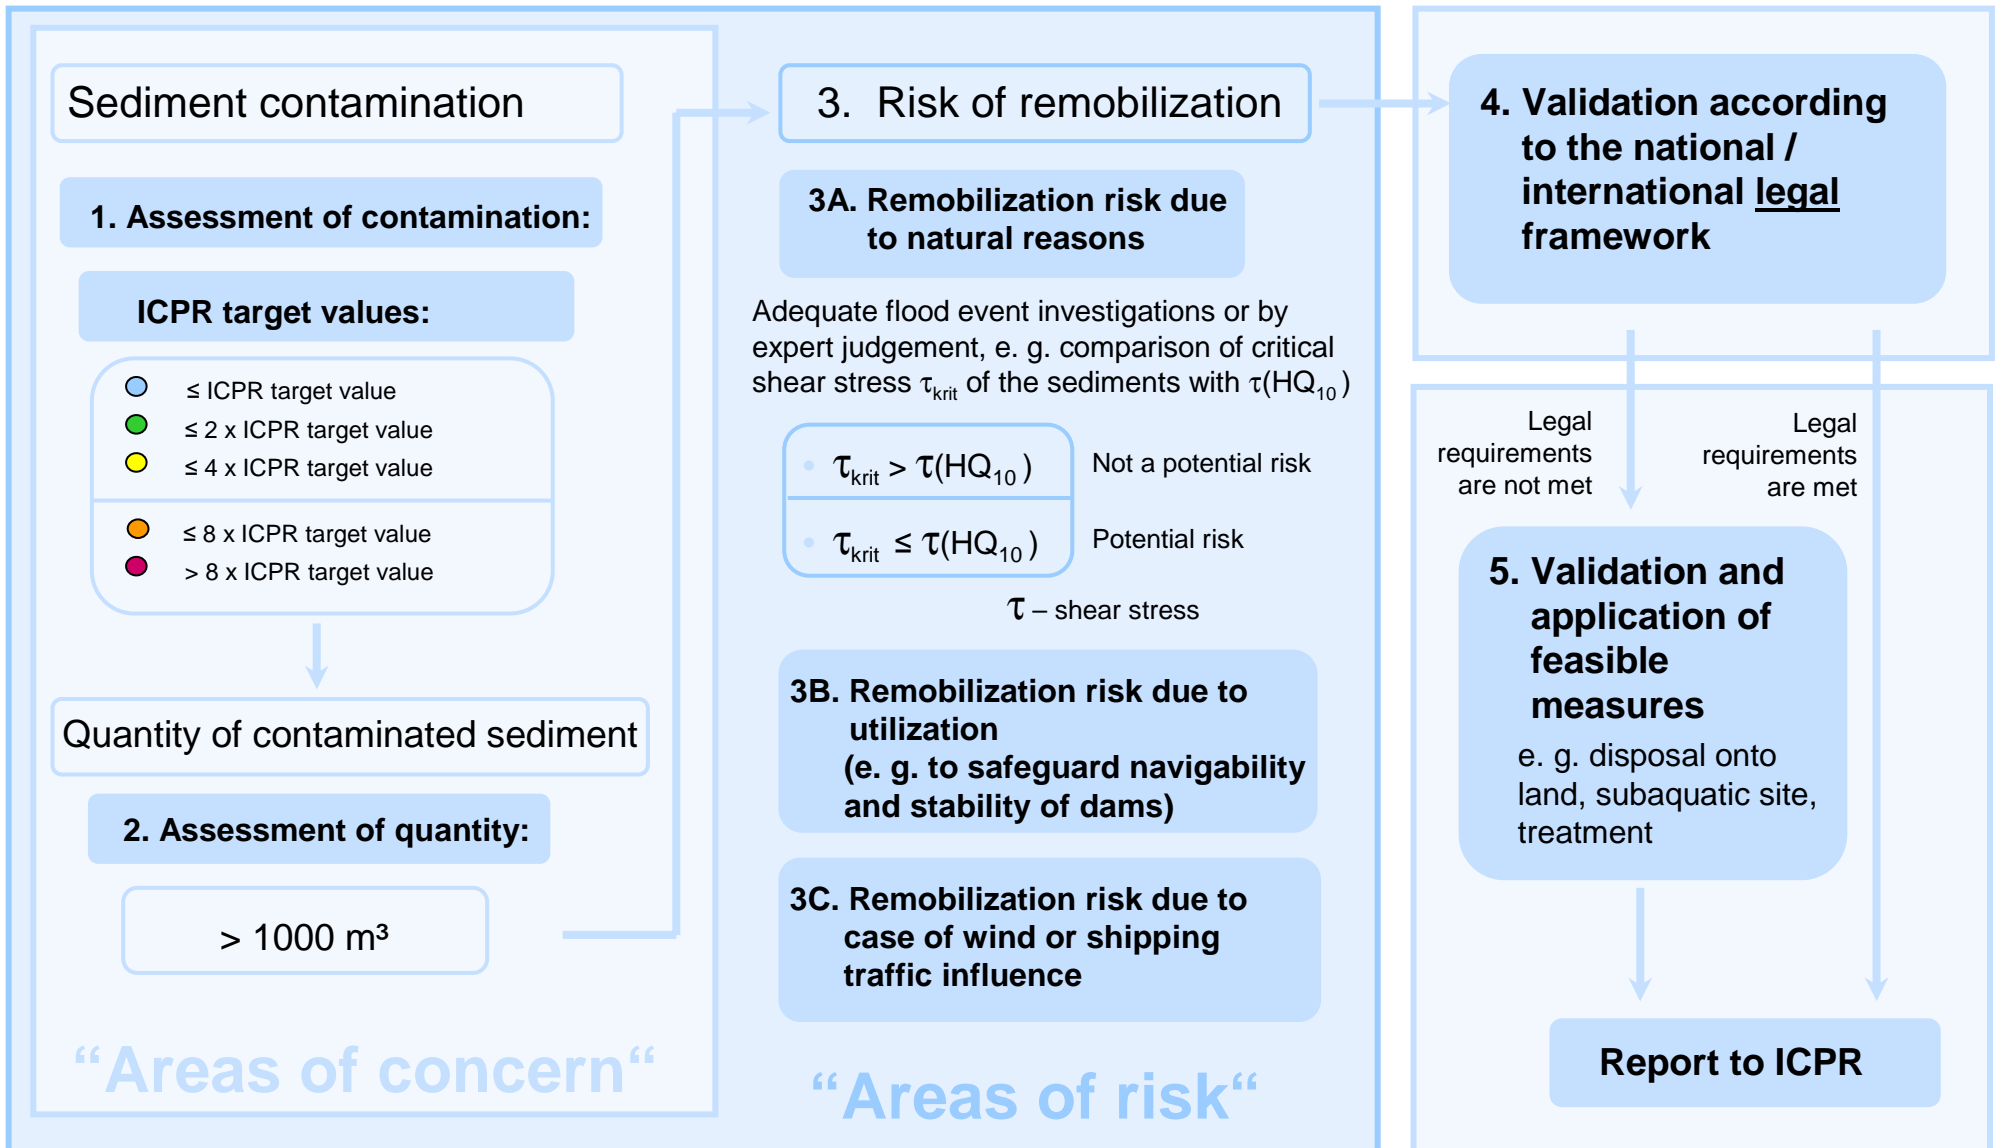 Sediment contamination
1. Assessment of contamination:
ICPR target values:
≤ ICPR target value
≤ 2 x ICPR target value
≤ 4 x ICPR target value
≤ 8 x ICPR target value
> 8 x ICPR target value
Quantity of contaminated sediment
2. Assessment of quantity:
> 1000 m³
“Areas of concern“
3. Risk of remobilization
3A. Remobilization risk due
to natural reasons
Adequate flood event investigations or by
expert judgement, e. g. comparison of critical
shear stress τkrit of the sediments with τ(HQ10)
• τkrit > τ(HQ10) Not a potential risk
• τkrit ≤ τ(HQ10) Potential risk
τ – shear stress
3B. Remobilization risk due to
utilization
(e. g. to safeguard navigability
and stability of dams)
3C. Remobilization risk due to
case of wind or shipping
traffic influence
“Areas of risk“
4. Validation according
to the national /
international legal
framework
Legal
requirements
are not met
Legal
requirements
are met
5. Validation and
application of
feasible
measures
e. g. disposal onto
land, subaquatic site,
treatment
Report to ICPR